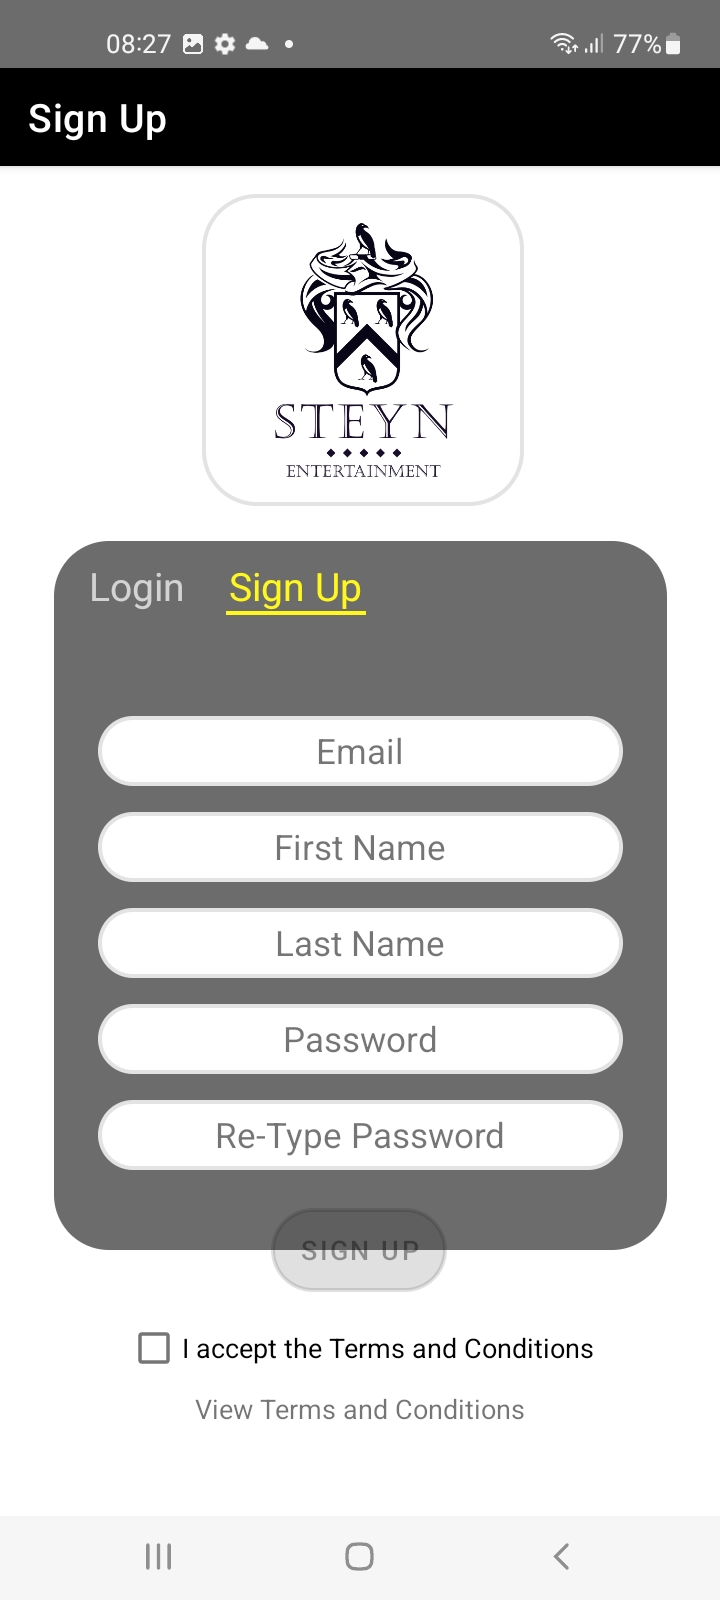 08:27
77%
Sign Up
STEYN
ENTERTAINMENT
Login Sign Up
Email
First Name
Last Name
Password
Re-Type Password
SIGN UP
I accept the Terms and Conditions
View Terms and Conditions